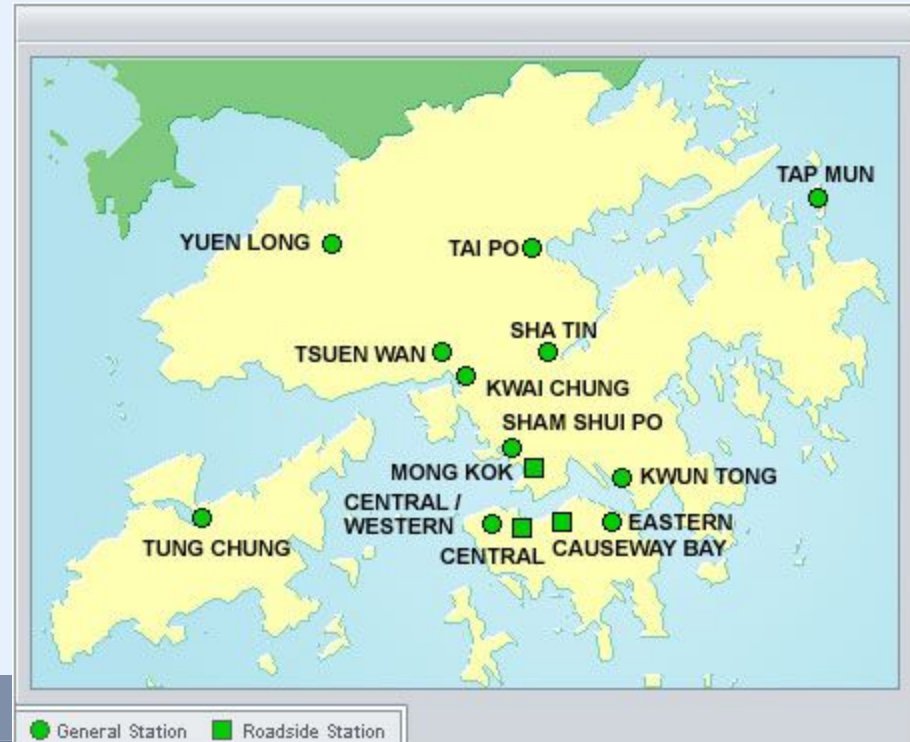 TAP MUN
YUEN LONG
TAI PO
SHA TIN
TSUEN WAN
KWAI CHUNG
SHAM SHUI PO
MONG KOK
KWUN TONG
CENTRAL /
WESTERN
EASTERN
TUNG CHUNG
CENTRAL
CAUSEWAY BAY
General Station
Roadside Station